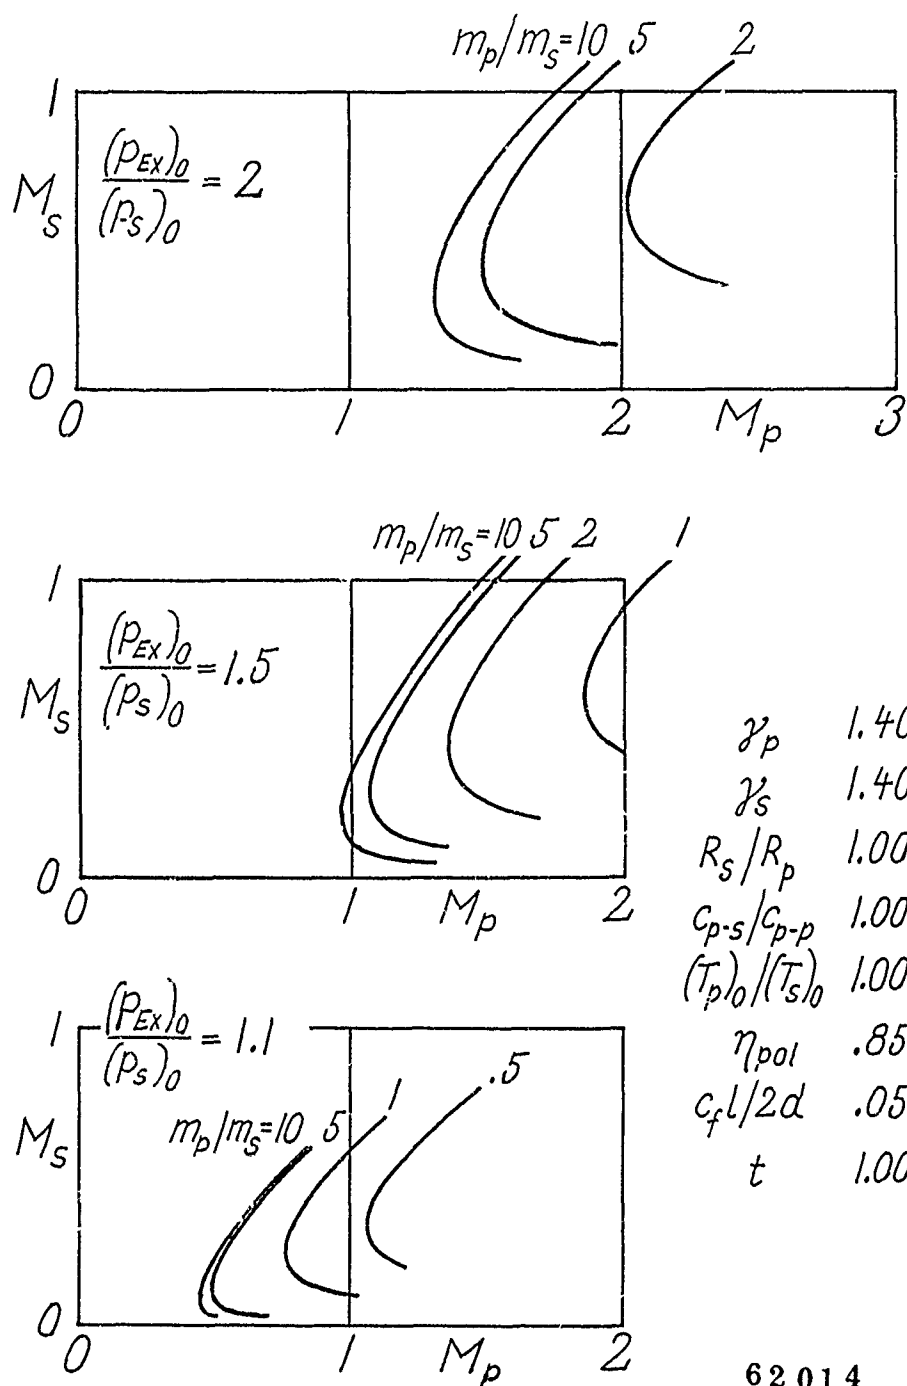 m_p/m_s=10 5 2
1
(p_Ex)_0/(p_s)_0 = 2
M_s
0
0 1 2 M_p 3
m_p/m_s=10 5 2 1
1
(p_Ex)_0/(p_s)_0 = 1.5
M_s
0
0 1 M_p 2
1
(p_Ex)_0/(p_s)_0 = 1.1
m_p/m_s=10 5 1 .5
M_s
0
0 1 M_p 2
γ_p 1.40
γ_s 1.40
R_s/R_p 1.00
c_p-s/c_p-p 1.00
(T_p)_0/(T_s)_0 1.00
η_pol .85
c_f l/2d .05
t 1.00
62014